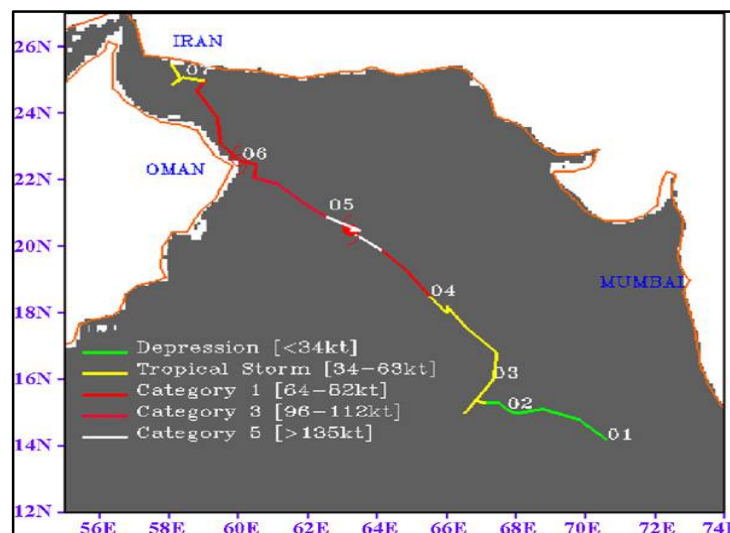 26N
IRAN
07
24N
06
22N
OMAN
05
20N
MUMBAI
04
18N
Depression [<34kt]
Tropical Storm [34-63kt]
03
16N
Category 1 [64-82kt]
Category 3 [96-112kt]
02
Category 5 [>135kt]
01
14N
12N
56E 58E 60E 62E 64E 66E 68E 70E 72E 74E